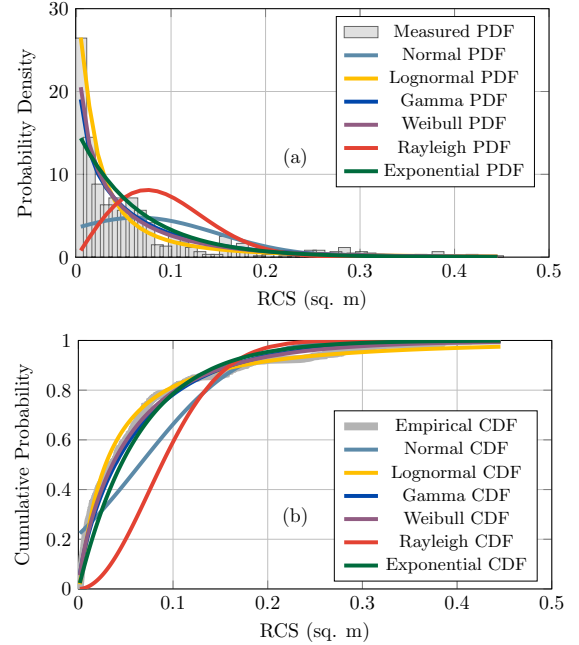 30
20
10
0
0
0.1
0.2
0.3
0.4
0.5
Probability Density
RCS (sq. m)
(a)
Measured PDF
Normal PDF
Lognormal PDF
Gamma PDF
Weibull PDF
Rayleigh PDF
Exponential PDF
1
0.8
0.6
0.4
0.2
0
0
0.1
0.2
0.3
0.4
0.5
Cumulative Probability
RCS (sq. m)
(b)
Empirical CDF
Normal CDF
Lognormal CDF
Gamma CDF
Weibull CDF
Rayleigh CDF
Exponential CDF